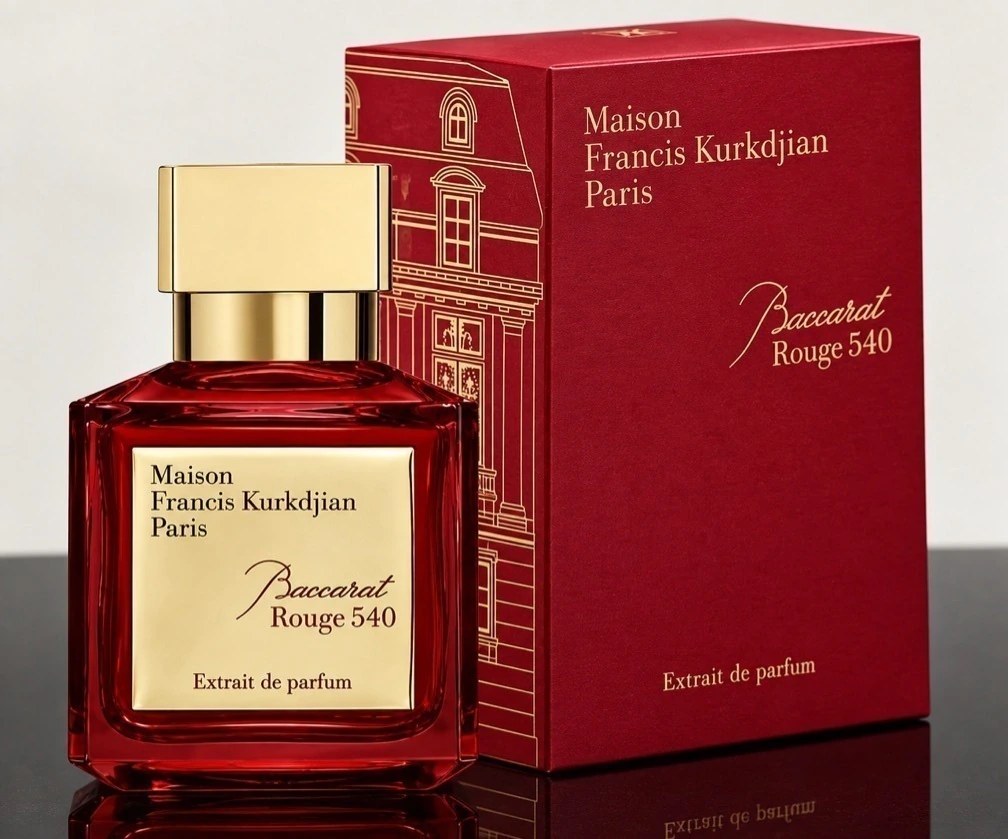 Maison
Francis Kurkdjian
Paris
Baccarat
Rouge 540
Extrait de parfum
Maison
Francis Kurkdjian
Paris
Baccarat
Rouge 540
Extrait de parfum